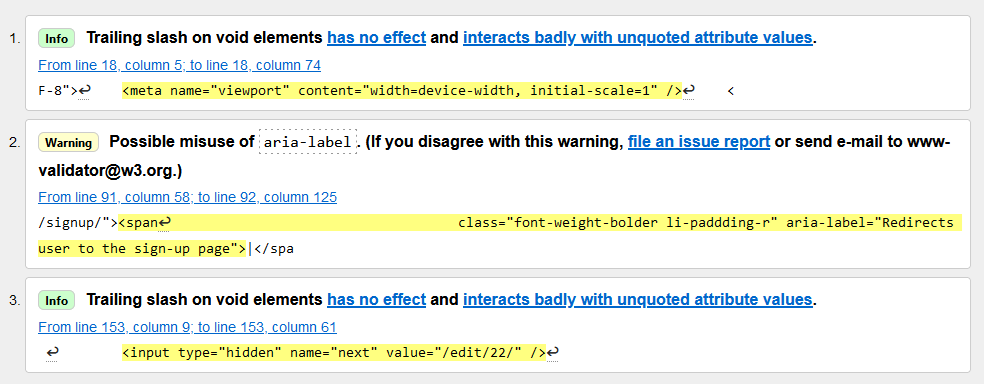 1. Info Trailing slash on void elements has no effect and interacts badly with unquoted attribute values.
From line 18, column 5; to line 18, column 74
F-8">↩ <meta name="viewport" content="width=device-width, initial-scale=1" />↩ <
2. Warning Possible misuse of aria-label. (If you disagree with this warning, file an issue report or send e-mail to www-
validator@w3.org.)
From line 91, column 58; to line 92, column 125
/signup/"><span↩ class="font-weight-bolder li-paddding-r" aria-label="Redirects
user to the sign-up page">|</spa
3. Info Trailing slash on void elements has no effect and interacts badly with unquoted attribute values.
From line 153, column 9; to line 153, column 61
↩ <input type="hidden" name="next" value="/edit/22/" />↩